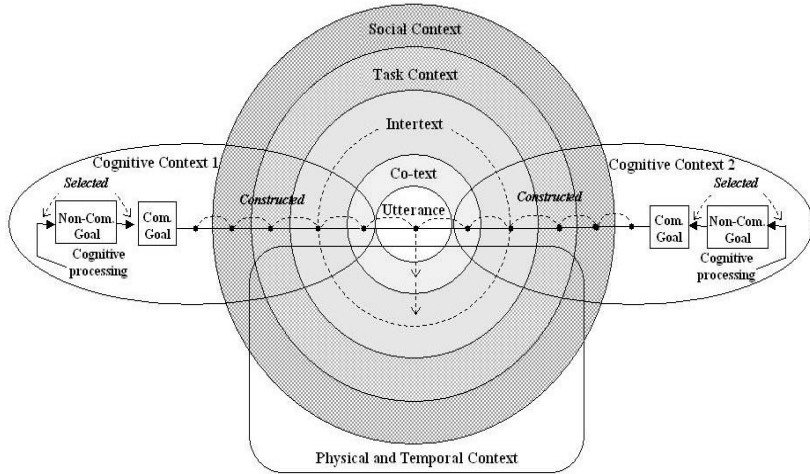 Social Context
Task Context
Intertext
Co-text
Utterance
Cognitive Context 1
Selected
Non-Com.
Goal
Com.
Goal
Cognitive
processing
Constructed
Cognitive Context 2
Constructed
Selected
Com.
Goal
Non-Com.
Goal
Cognitive
processing
Physical and Temporal Context